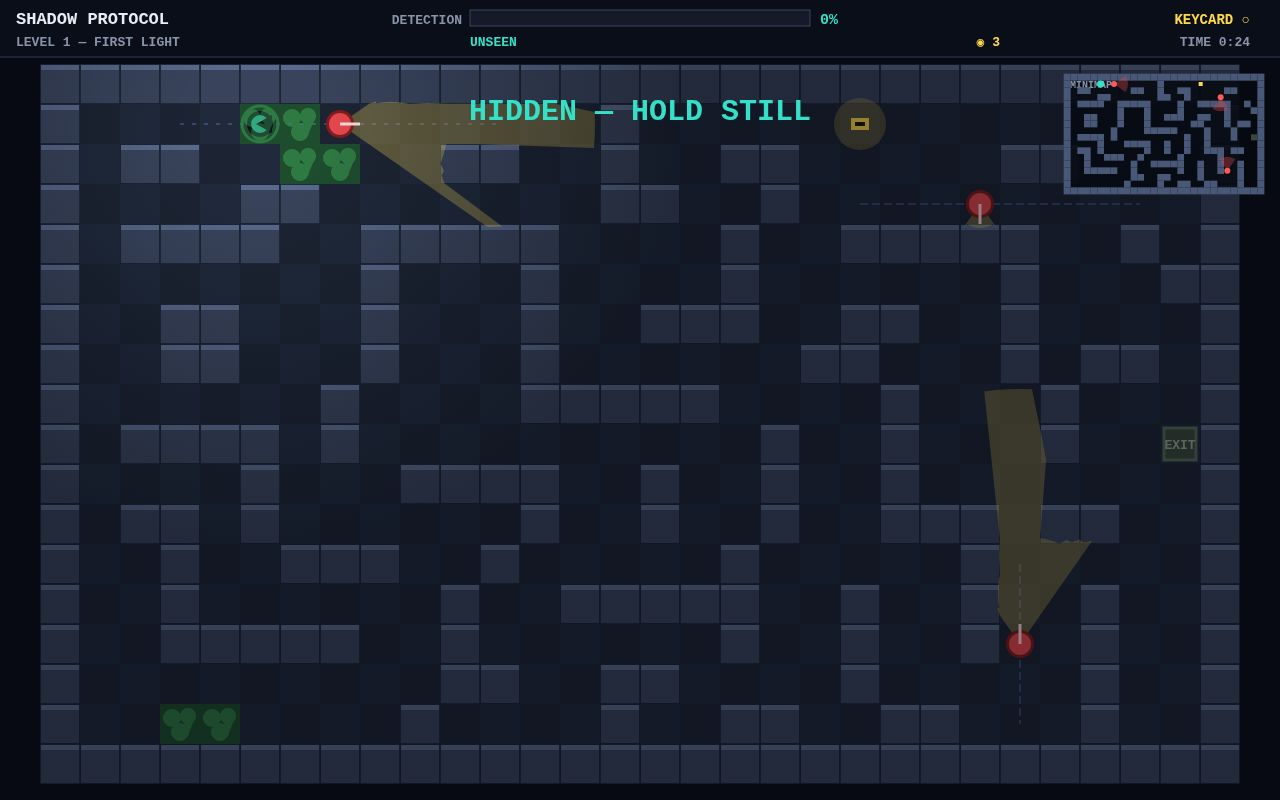 SHADOW PROTOCOL
DETECTION 0%
KEYCARD ○
LEVEL 1 — FIRST LIGHT
UNSEEN
◉ 3
TIME 0:24
MINIMAP
HIDDEN — HOLD STILL
EXIT